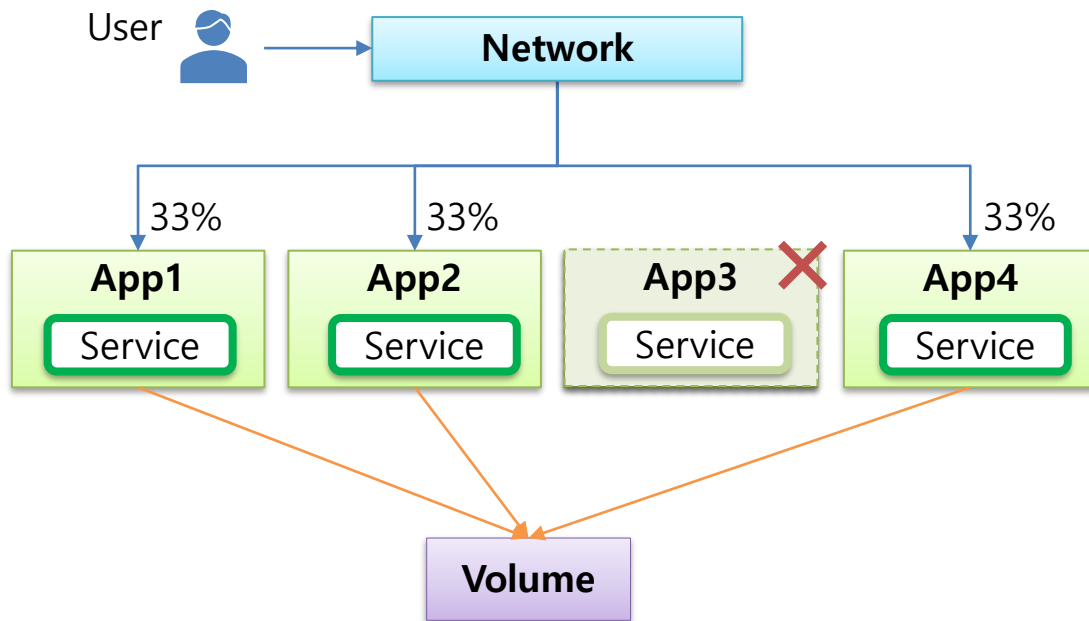 User
Network
33%
33%
33%
App1
App2
App3
App4
Service
Service
Service
Service
Volume